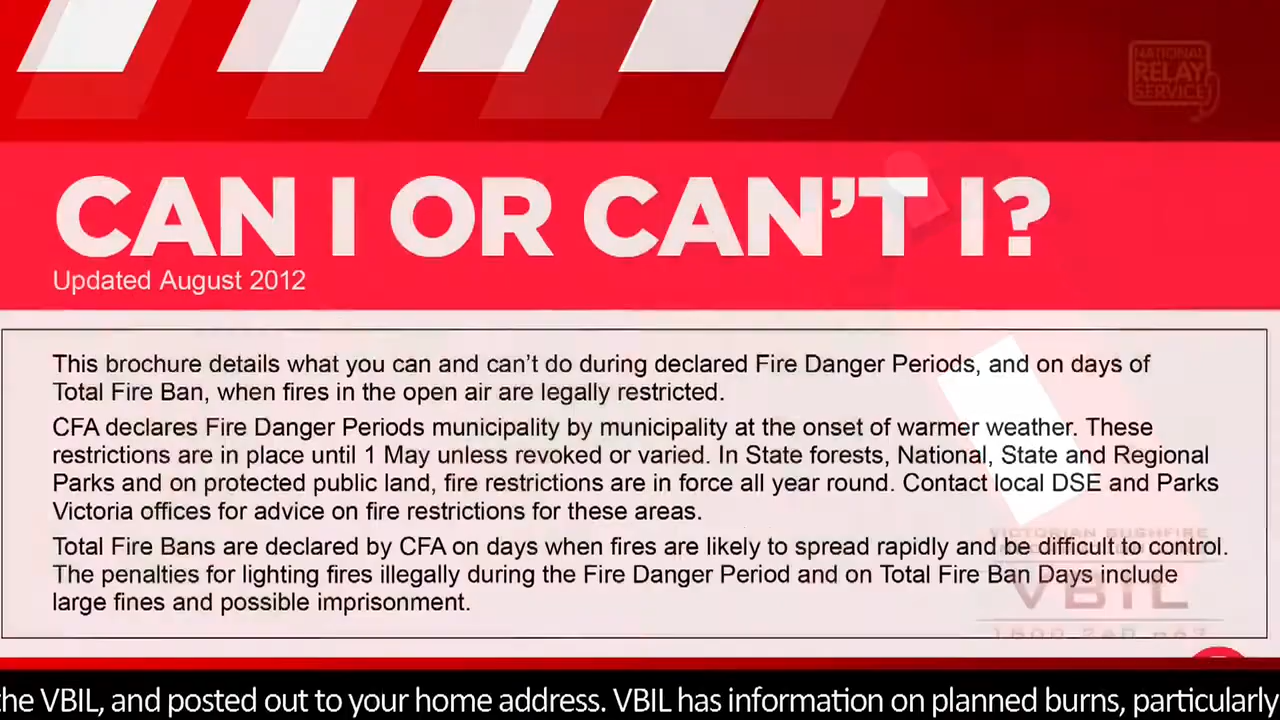 NATIONAL
RELAY
SERVICE
CAN I OR CAN'T I?
Updated August 2012
This brochure details what you can and can't do during declared Fire Danger Periods, and on days of
Total Fire Ban, when fires in the open air are legally restricted.
CFA declares Fire Danger Periods municipality by municipality at the onset of warmer weather. These
restrictions are in place until 1 May unless revoked or varied. In State forests, National, State and Regional
Parks and on protected public land, fire restrictions are in force all year round. Contact local DSE and Parks
Victoria offices for advice on fire restrictions for these areas.
Total Fire Bans are declared by CFA on days when fires are likely to spread rapidly and be difficult to control.
The penalties for lighting fires illegally during the Fire Danger Period and on Total Fire Ban Days include
large fines and possible imprisonment.
VICTORIAN BUSHFIRE
VBIL
the VBIL, and posted out to your home address. VBIL has information on planned burns, particularly